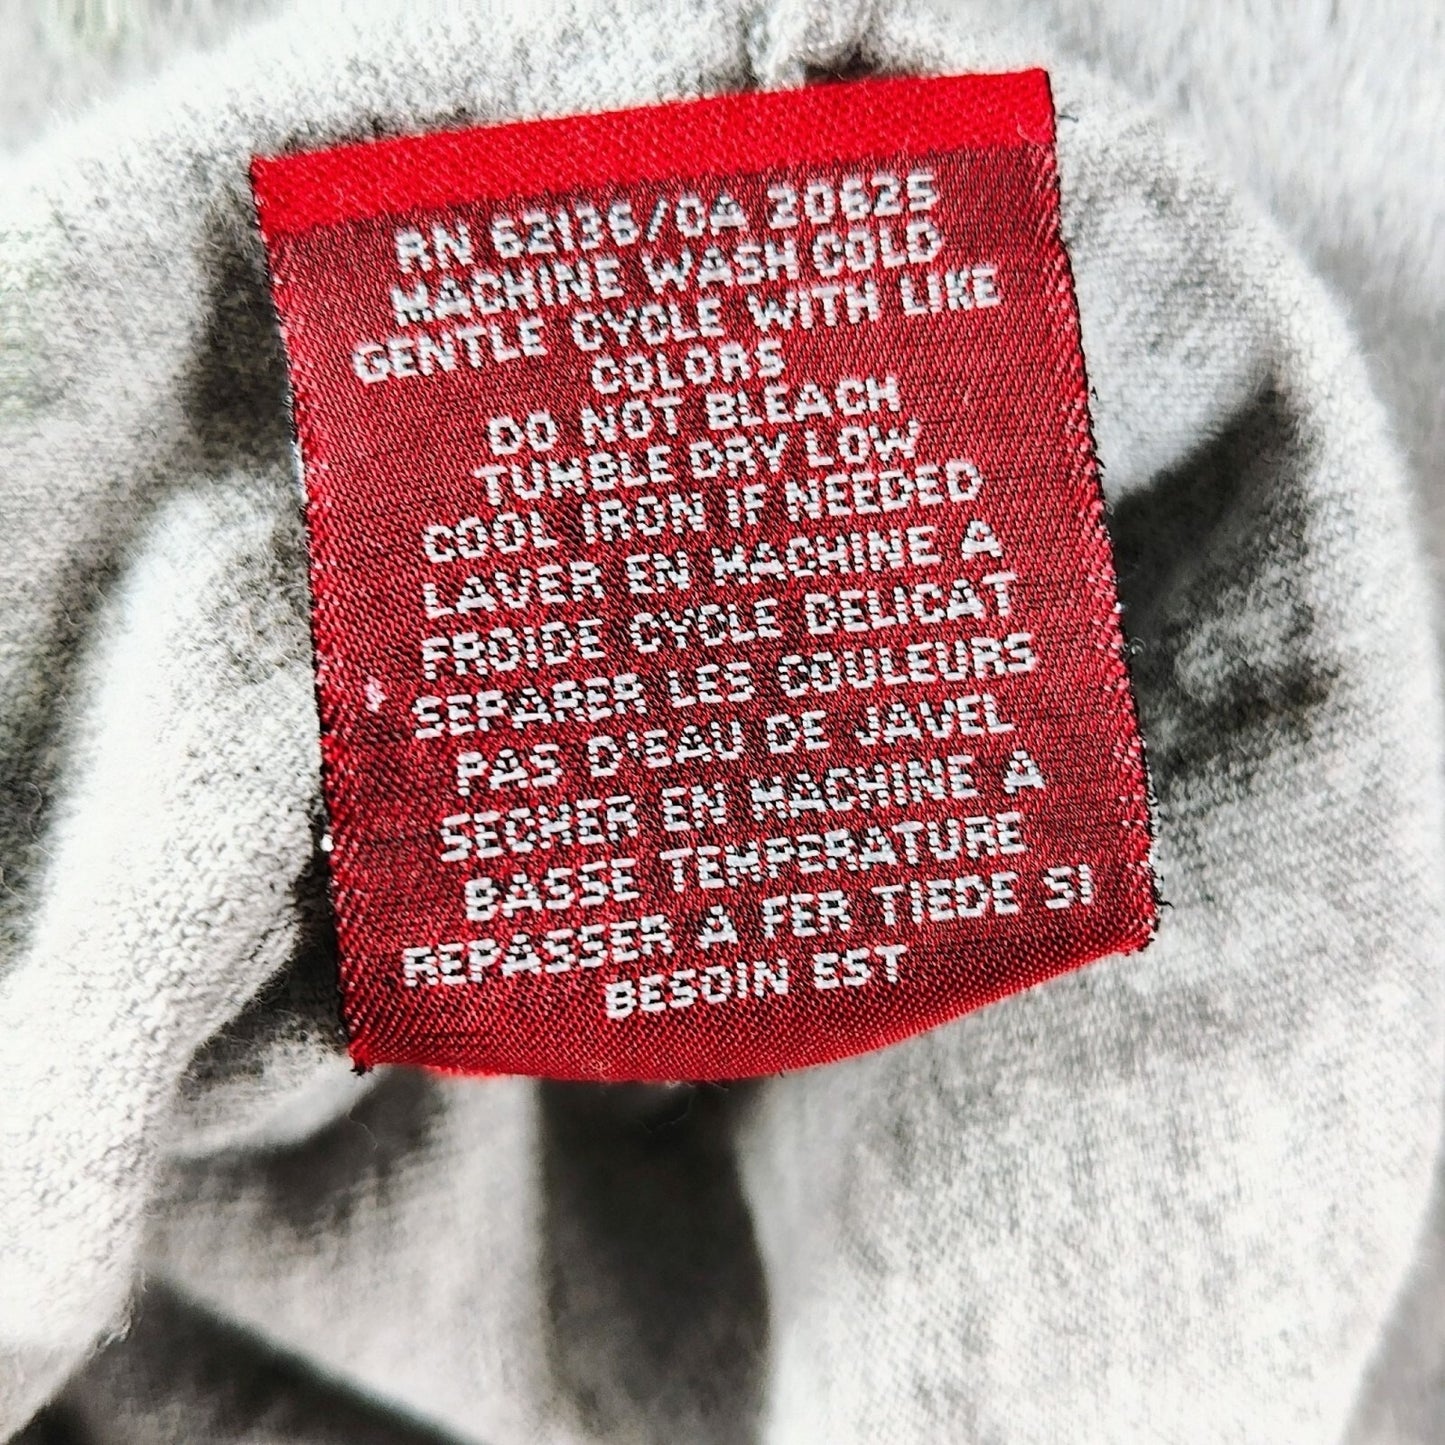 RN 62136/CA 20625
MACHINE WASH COLD
GENTLE CYCLE WITH LIKE
COLORS
DO NOT BLEACH
TUMBLE DRY LOW
COOL IRON IF NEEDED
LAVER EN MACHINE A
FROIDE CYCLE DELICAT
SEPARER LES COULEURS
PAS D'EAU DE JAVEL
SECHER EN MACHINE A
BASSE TEMPERATURE
REPASSER A FER TIEDE SI
BESOIN EST